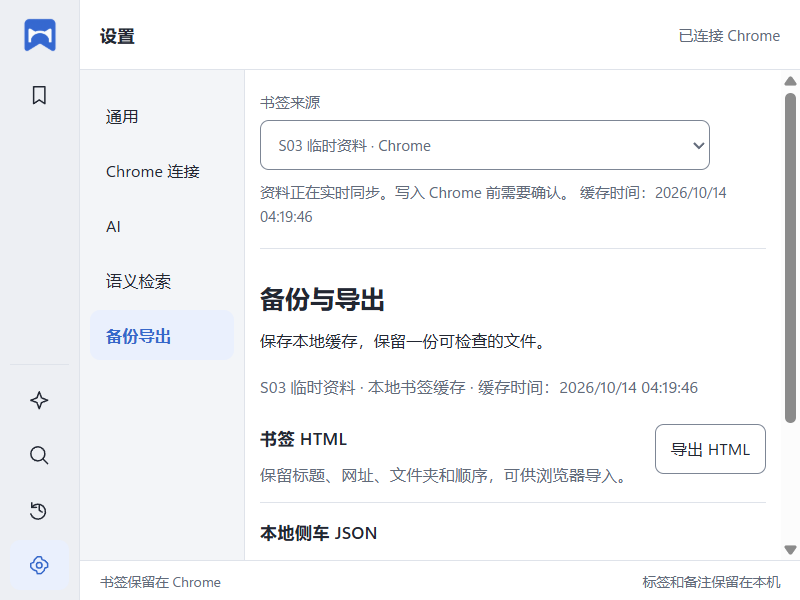 设置
已连接 Chrome
通用
Chrome 连接
AI
语义检索
备份导出
书签来源
S03 临时资料 · Chrome
资料正在实时同步。写入 Chrome 前需要确认。 缓存时间：2026/10/14
04:19:46
备份与导出
保存本地缓存，保留一份可检查的文件。
S03 临时资料 · 本地书签缓存 · 缓存时间：2026/10/14 04:19:46
书签 HTML
导出 HTML
保留标题、网址、文件夹和顺序，可供浏览器导入。
本地侧车 JSON
书签保留在 Chrome
标签和备注保留在本机